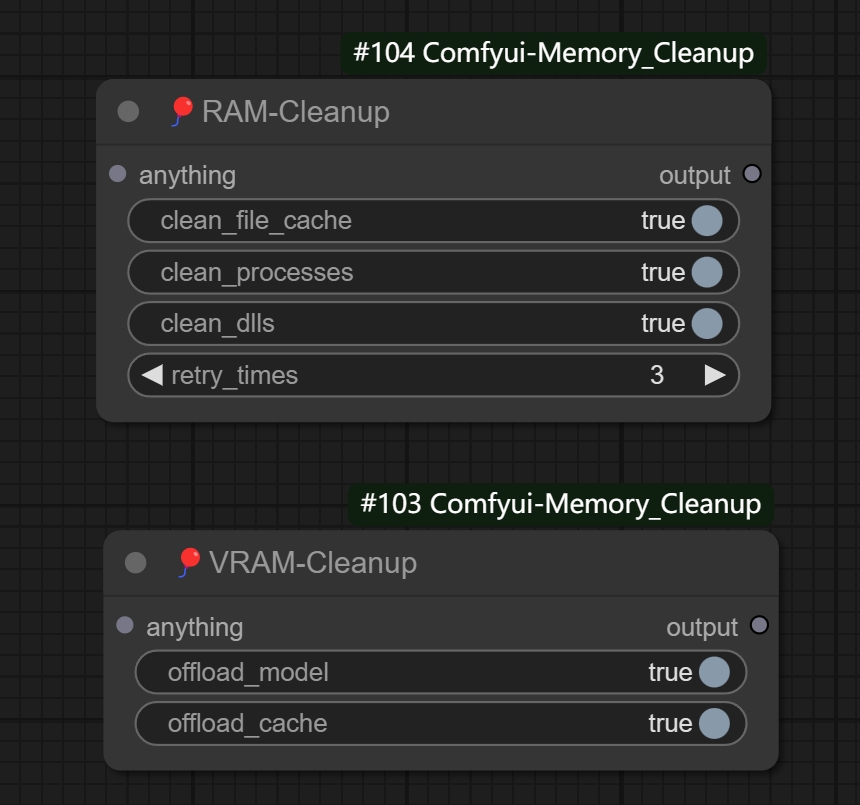 #104 Comfyui-Memory_Cleanup
RAM-Cleanup
anything output
clean_file_cache true
clean_processes true
clean_dlls true
retry_times 3
#103 Comfyui-Memory_Cleanup
VRAM-Cleanup
anything output
offload_model true
offload_cache true